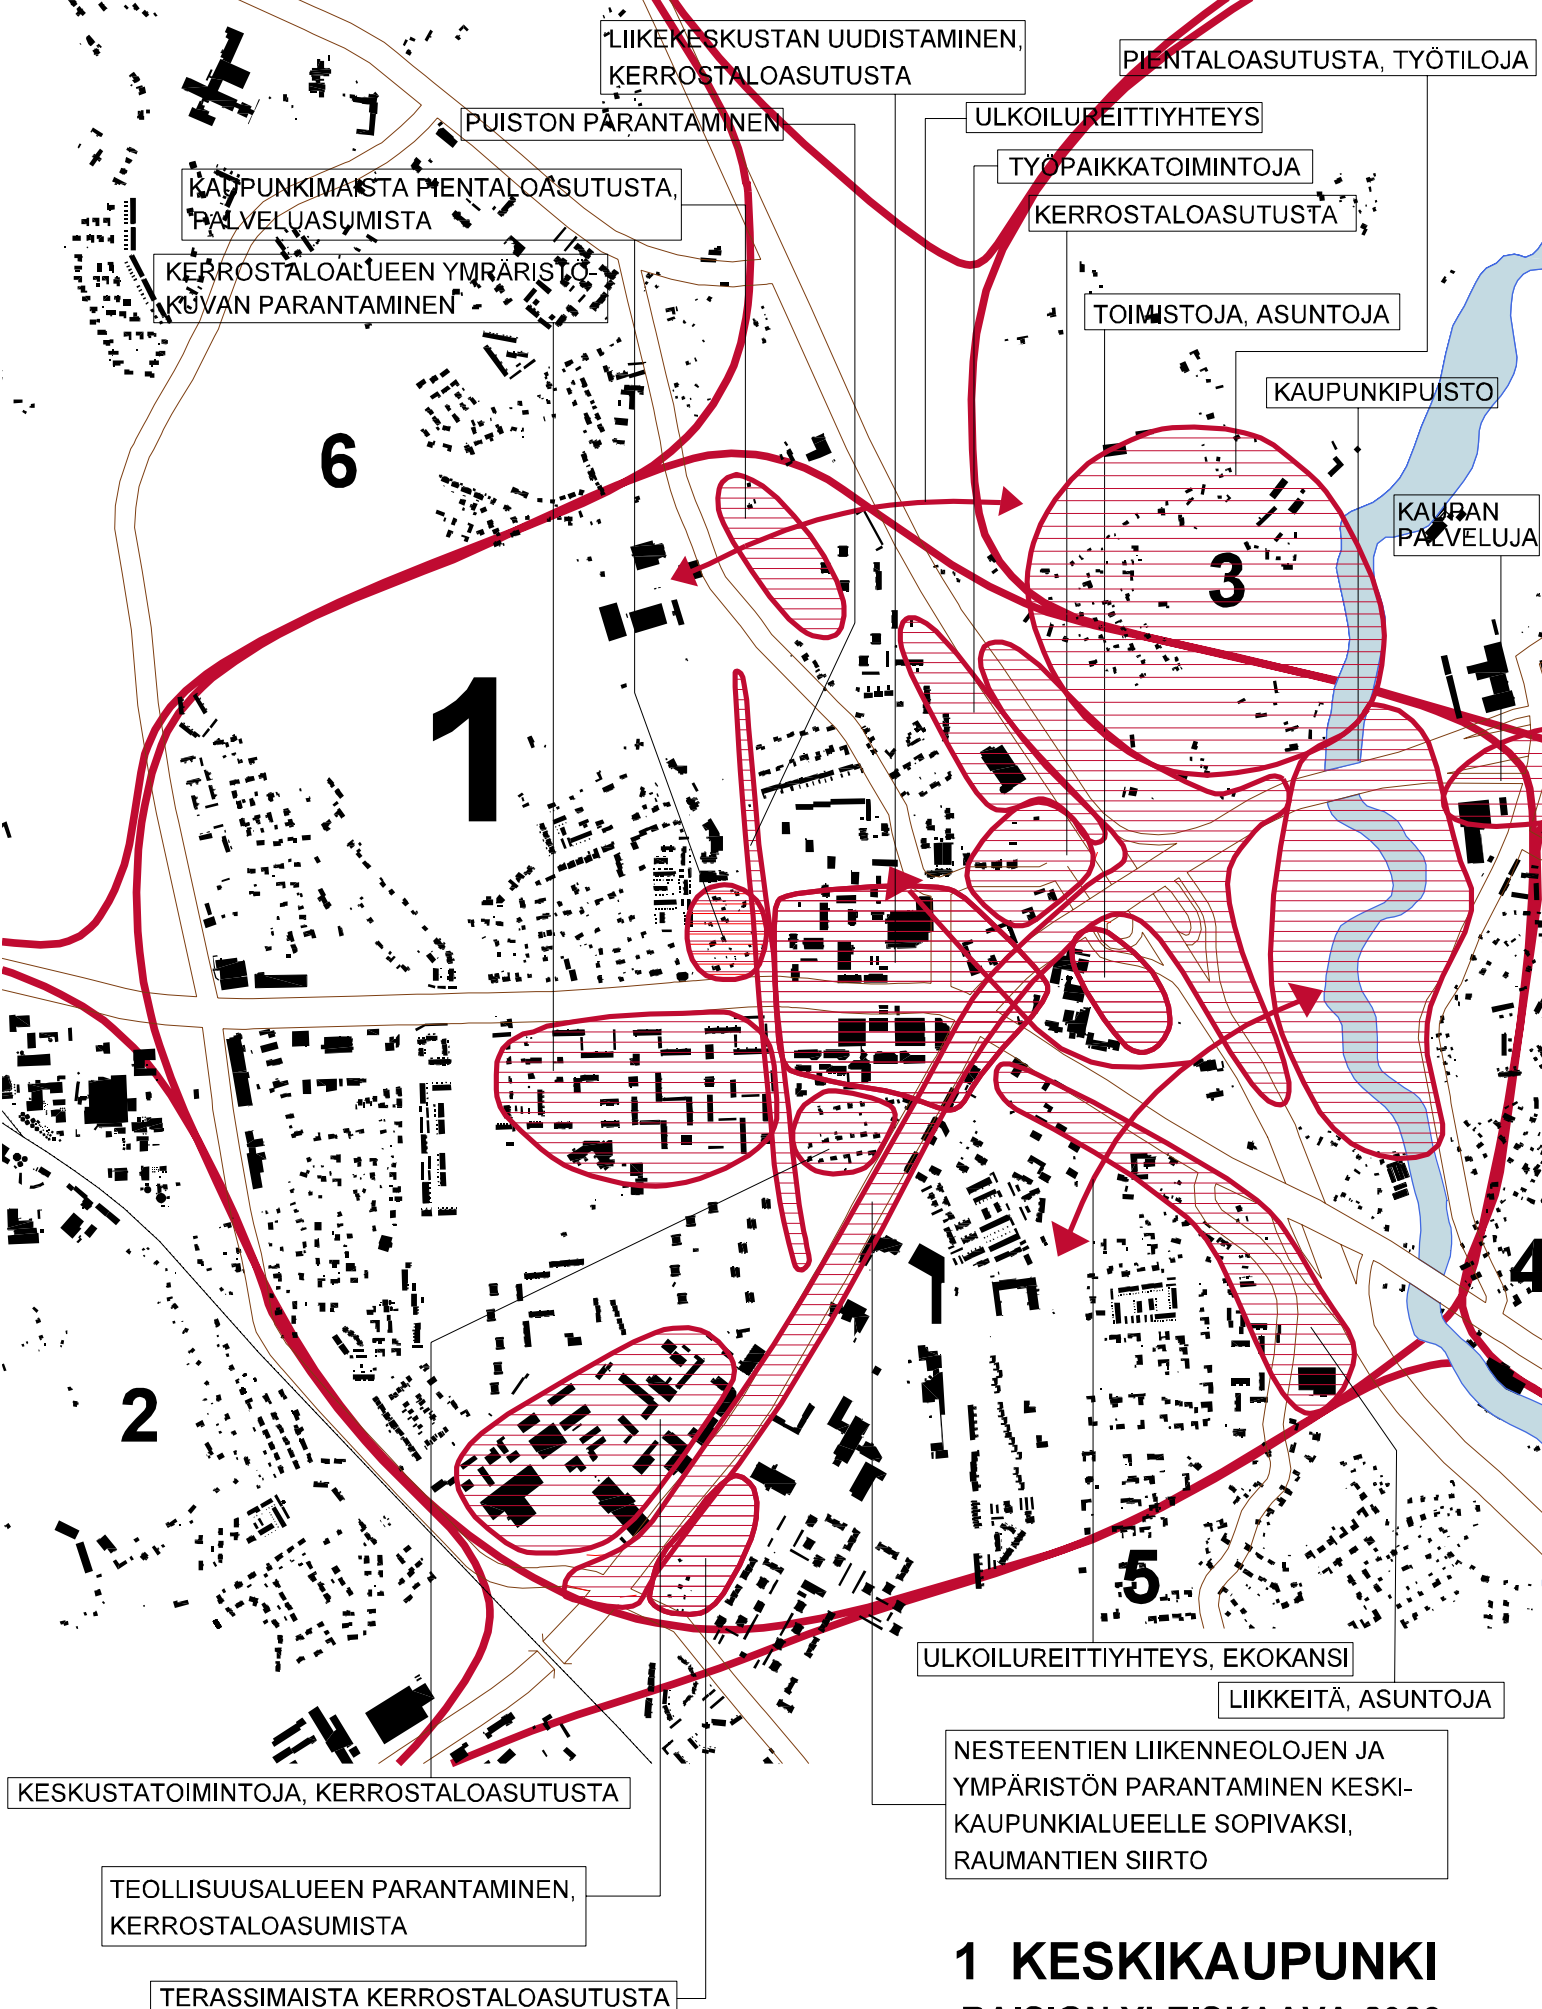 LIIKEKESKUSTAN UUDISTAMINEN,
KERROSTALOASUTUSTA
PIENTALOASUTUSTA, TYÖTILOJA
PUISTON PARANTAMINEN
ULKOILUREITTIYHTEYS
TYÖPAIKKATOIMINTOJA
KAUPUNKIMAISTA PIENTALOASUTUSTA,
PALVELUASUMISTA
KERROSTALOASUTUSTA
KERROSTALOALUEEN YMPÄRISTÖ-
KUVAN PARANTAMINEN
TOIMISTOJA, ASUNTOJA
KAUPUNKIPUISTO
6
KAUPAN
PALVELUJA
3
1
4
2
5
ULKOILUREITTIYHTEYS, EKOKANSI
LIIKKEITÄ, ASUNTOJA
NESTEENTIEN LIIKENNEOLOJEN JA
YMPÄRISTÖN PARANTAMINEN KESKI-
KAUPUNKIALUEELLE SOPIVAKSI,
RAUMANTIEN SIIRTO
KESKUSTATOIMINTOJA, KERROSTALOASUTUSTA
TEOLLISUUSALUEEN PARANTAMINEN,
KERROSTALOASUMISTA
TERASSIMAISTA KERROSTALOASUTUSTA
1 KESKIKAUPUNKI
RAISION YLEISKAAVA